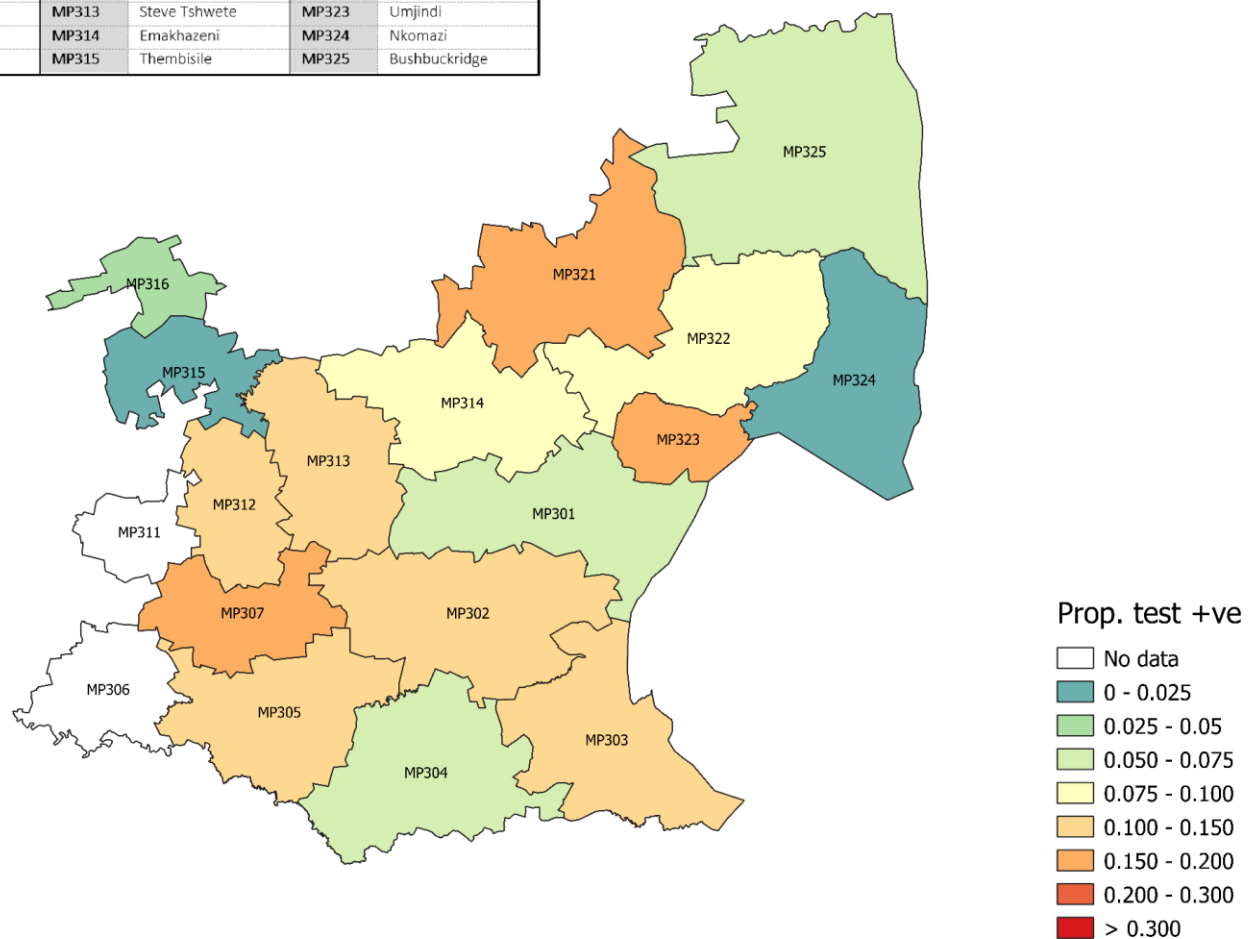 MP313 Steve Tshwete MP323 Umjindi
MP314 Emakhazeni MP324 Nkomazi
MP315 Thembisile MP325 Bushbuckridge
MP325
MP321
MP316
MP322
MP315
MP324
MP314
MP323
MP313
MP312
MP301
MP311
MP307
MP302
MP306
MP305
MP303
MP304
Prop. test +ve
No data
0 - 0.025
0.025 - 0.05
0.050 - 0.075
0.075 - 0.100
0.100 - 0.150
0.150 - 0.200
0.200 - 0.300
> 0.300